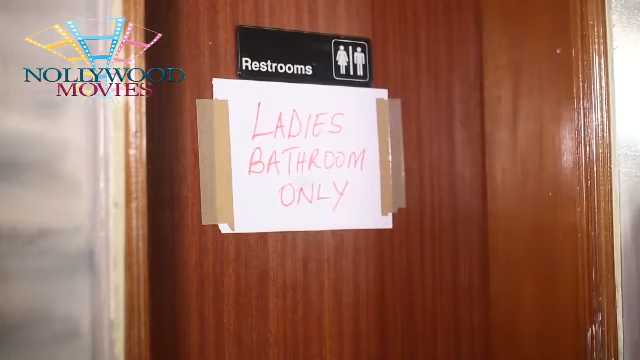 NOLLYWOOD
MOVIES
Restrooms
LADIES
BATHROOM
ONLY